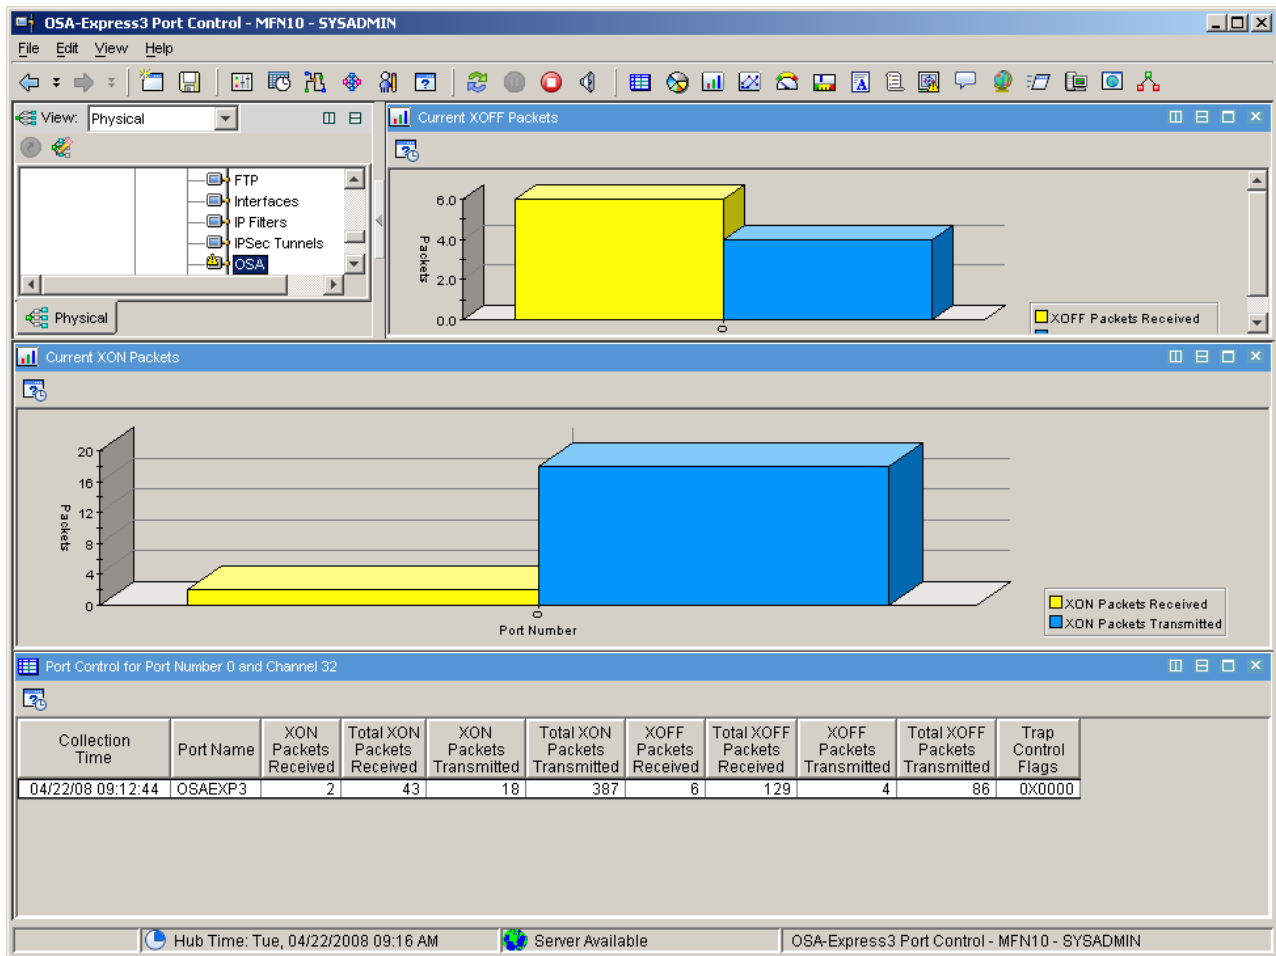 OSA-Express3 Port Control - MFN10 - SYSADMIN
File Edit View Help
View: Physical
FTP
Interfaces
IP Filters
IPSec Tunnels
OSA
Physical
Current XOFF Packets
6.0
4.0
2.0
0.0
Packets
0
XOFF Packets Received
Current XON Packets
20
16
12
8
4
0
Packets
0
Port Number
XON Packets Received
XON Packets Transmitted
Port Control for Port Number 0 and Channel 32
Collection Time Port Name XON Packets Received Total XON Packets Received XON Packets Transmitted Total XON Packets Transmitted XOFF Packets Received Total XOFF Packets Received XOFF Packets Transmitted Total XOFF Packets Transmitted Trap Control Flags
04/22/08 09:12:44 OSAEXP3 2 43 18 387 6 129 4 86 0X0000
Hub Time: Tue, 04/22/2008 09:16 AM Server Available OSA-Express3 Port Control - MFN10 - SYSADMIN